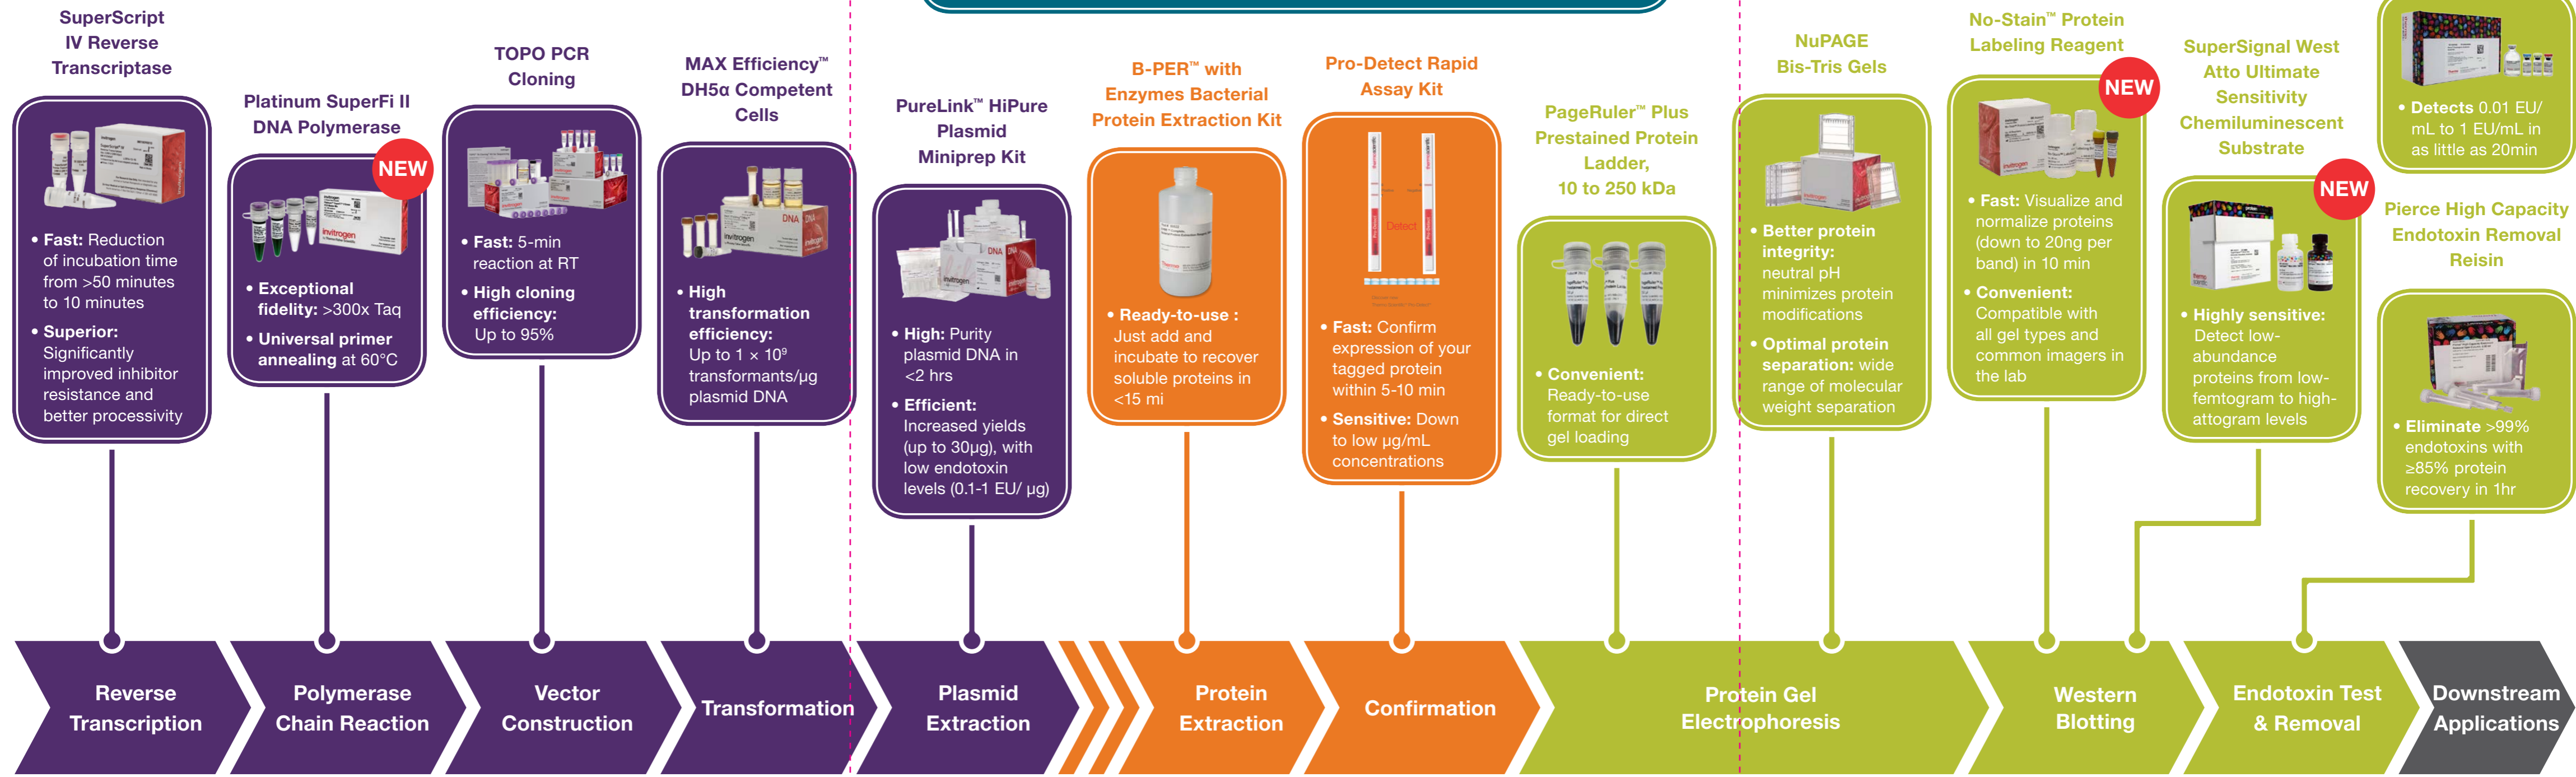 SuperScript
IV Reverse
Transcriptase
invitrogen
• Fast: Reduction
of incubation time
from >50 minutes
to 10 minutes
• Superior:
Significantly
improved inhibitor
resistance and
better processivity
Platinum SuperFi II
DNA Polymerase
NEW
invitrogen
• Exceptional
fidelity: >300x Taq
• Universal primer
annealing at 60°C
TOPO PCR
Cloning
• Fast: 5-min
reaction at RT
• High cloning
efficiency:
Up to 95%
MAX Efficiency™
DH5α Competent
Cells
DNA
DNA
invitrogen
• High
transformation
efficiency:
Up to 1 × 10⁹
transformants/µg
plasmid DNA
PureLink™ HiPure
Plasmid
Miniprep Kit
DNA
DNA
invitrogen
• High: Purity
plasmid DNA in
<2 hrs
• Efficient:
Increased yields
(up to 30µg), with
low endotoxin
levels (0.1-1 EU/ µg)
B-PER™ with
Enzymes Bacterial
Protein Extraction Kit
• Ready-to-use :
Just add and
incubate to recover
soluble proteins in
<15 mi
Pro-Detect Rapid
Assay Kit
Detect
• Fast: Confirm
expression of your
tagged protein
within 5-10 min
• Sensitive: Down
to low µg/mL
concentrations
PageRuler™ Plus
Prestained Protein
Ladder,
10 to 250 kDa
• Convenient:
Ready-to-use
format for direct
gel loading
NuPAGE
Bis-Tris Gels
• Better protein
integrity:
neutral pH
minimizes protein
modifications
• Optimal protein
separation: wide
range of molecular
weight separation
No-Stain™ Protein
Labeling Reagent
NEW
invitrogen
• Fast: Visualize and
normalize proteins
(down to 20ng per
band) in 10 min
• Convenient:
Compatible with
all gel types and
common imagers in
the lab
SuperSignal West
Atto Ultimate
Sensitivity
Chemiluminescent
Substrate
NEW
• Highly sensitive:
Detect low-
abundance
proteins from low-
femtogram to high-
attogram levels
• Detects 0.01 EU/
mL to 1 EU/mL in
as little as 20min
Pierce High Capacity
Endotoxin Removal
Reisin
• Eliminate >99%
endotoxins with
≥85% protein
recovery in 1hr
Reverse
Transcription
Polymerase
Chain Reaction
Vector
Construction
Transformation
Plasmid
Extraction
Protein
Extraction
Confirmation
Protein Gel
Electrophoresis
Western
Blotting
Endotoxin Test
& Removal
Downstream
Applications